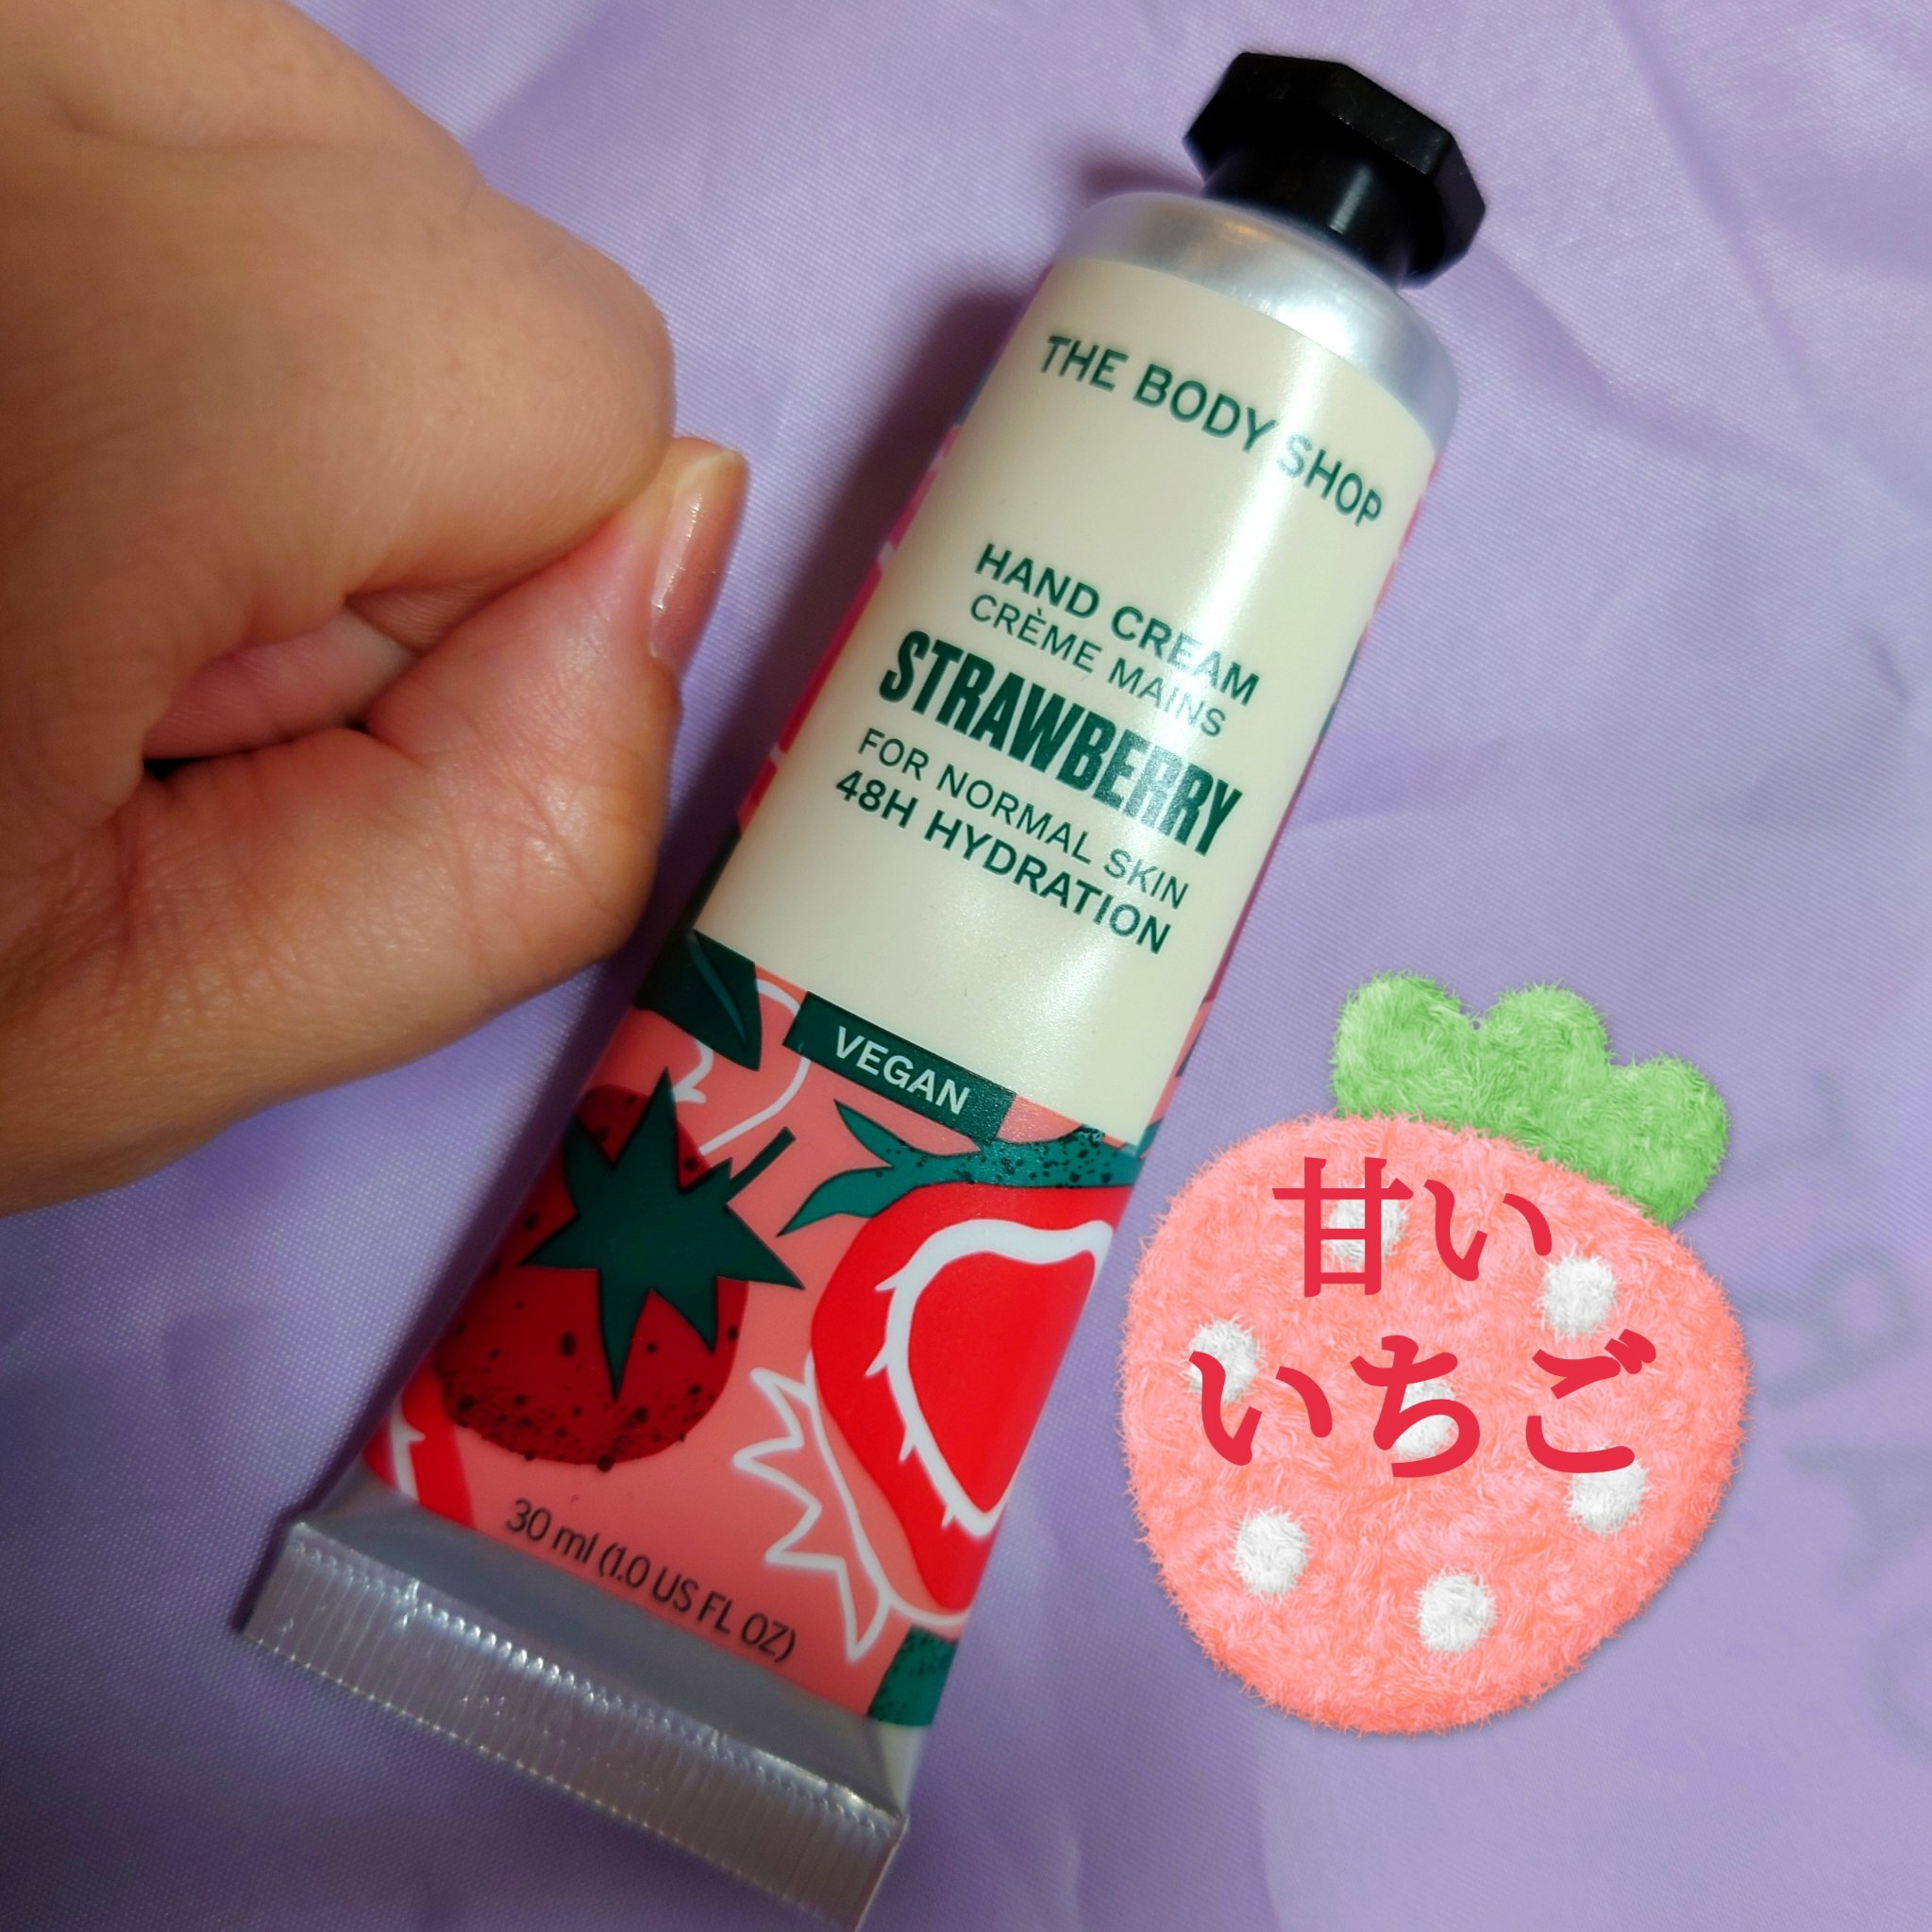 THE BODY SHOP
HAND CREAM
CRÈME MAINS
STRAWBERRY
FOR NORMAL SKIN
48H HYDRATION
VEGAN
30 ml (1.0 US FL OZ)
甘い
いちご